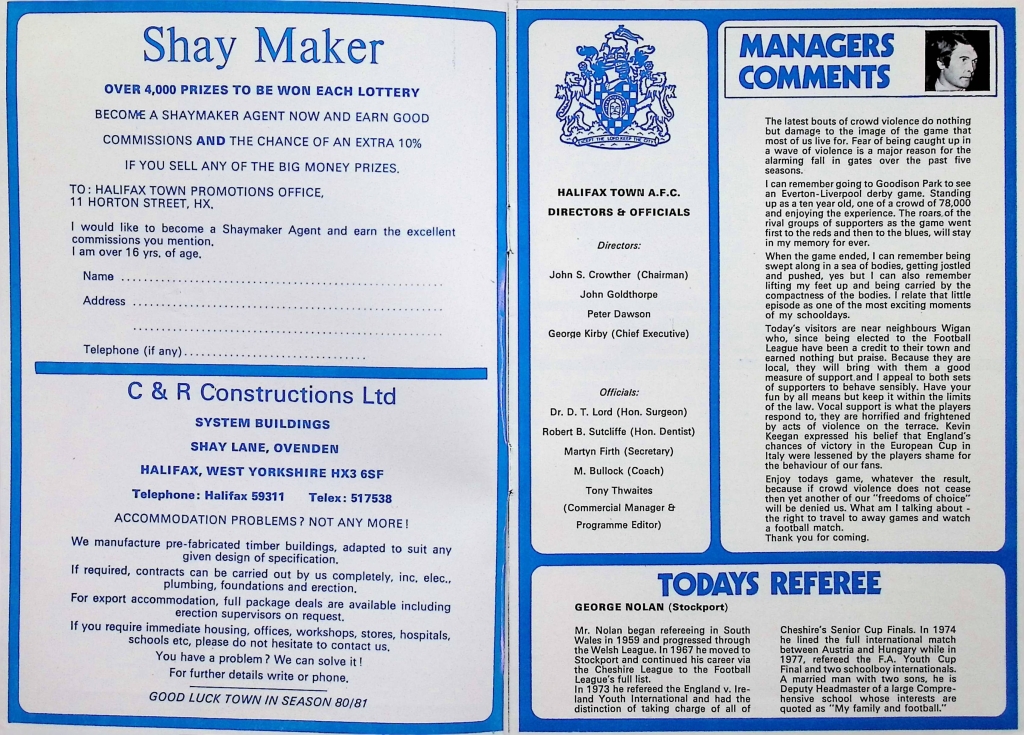 Shay Maker
OVER 4,000 PRIZES TO BE WON EACH LOTTERY
BECOME A SHAYMAKER AGENT NOW AND EARN GOOD
COMMISSIONS AND THE CHANCE OF AN EXTRA 10%
IF YOU SELL ANY OF THE BIG MONEY PRIZES.
TO: HALIFAX TOWN PROMOTIONS OFFICE,
11 HORTON STREET, HX.
I would like to become a Shaymaker Agent and earn the excellent
commissions you mention.
I am over 16 yrs. of age.
Name
Address
Telephone (if any)
C & R Constructions Ltd
SYSTEM BUILDINGS
SHAY LANE, OVENDEN
HALIFAX, WEST YORKSHIRE HX3 6SF
Telephone: Halifax 59311 Telex: 517538
ACCOMMODATION PROBLEMS? NOT ANY MORE!
We manufacture pre-fabricated timber buildings, adapted to suit any
given design of specification.
If required, contracts can be carried out by us completely, inc. elec.,
plumbing, foundations and erection.
For export accommodation, full package deals are available including
erection supervisors on request.
If you require immediate housing, offices, workshops, stores, hospitals,
schools etc, please do not hesitate to contact us.
You have a problem? We can solve it!
For further details write or phone.
GOOD LUCK TOWN IN SEASON 80/81
EXCEPT THE LORD KEEP THE CITY
HALIFAX TOWN A.F.C.
DIRECTORS & OFFICIALS
Directors:
John S. Crowther (Chairman)
John Goldthorpe
Peter Dawson
George Kirby (Chief Executive)
Officials:
Dr. D. T. Lord (Hon. Surgeon)
Robert B. Sutcliffe (Hon. Dentist)
Martyn Firth (Secretary)
M. Bullock (Coach)
Tony Thwaites
(Commercial Manager &
Programme Editor)
MANAGERS
COMMENTS
The latest bouts of crowd violence do nothing
but damage to the image of the game that
most of us live for. Fear of being caught up in
a wave of violence is a major reason for the
alarming fall in gates over the past five
seasons.
I can remember going to Goodison Park to see
an Everton-Liverpool derby game. Standing
up as a ten year old, one of a crowd of 78,000
and enjoying the experience. The roars of the
rival groups of supporters as the game went
first to the reds and then to the blues, will stay
in my memory for ever.
When the game ended, I can remember being
swept along in a sea of bodies, getting jostled
and pushed, yes but I can also remember
lifting my feet up and being carried by the
compactness of the bodies. I relate that little
episode as one of the most exciting moments
of my schooldays.
Today's visitors are near neighbours Wigan
who, since being elected to the Football
League have been a credit to their town and
earned nothing but praise. Because they are
local, they will bring with them a good
measure of support and I appeal to both sets
of supporters to behave sensibly. Have your
fun by all means but keep it within the limits
of the law. Vocal support is what the players
respond to, they are horrified and frightened
by acts of violence on the terrace. Kevin
Keegan expressed his belief that England's
chances of victory in the European Cup in
Italy were lessened by the players shame for
the behaviour of our fans.
Enjoy todays game, whatever the result,
because if crowd violence does not cease
then yet another of our "freedoms of choice"
will be denied us. What am I talking about -
the right to travel to away games and watch
a football match.
Thank you for coming.
TODAYS REFEREE
GEORGE NOLAN (Stockport)
Mr. Nolan began refereeing in South
Wales in 1959 and progressed through
the Welsh League. In 1967 he moved to
Stockport and continued his career via
the Cheshire League to the Football
League's full list.
In 1973 he refereed the England v. Ire-
land Youth International and had the
distinction of taking charge of all of
Cheshire's Senior Cup Finals. In 1974
he lined the full international match
between Austria and Hungary while in
1977, refereed the F.A. Youth Cup
Final and two schoolboy internationals.
A married man with two sons, he is
Deputy Headmaster of a large Compre-
hensive school whose interests are
quoted as "My family and football."